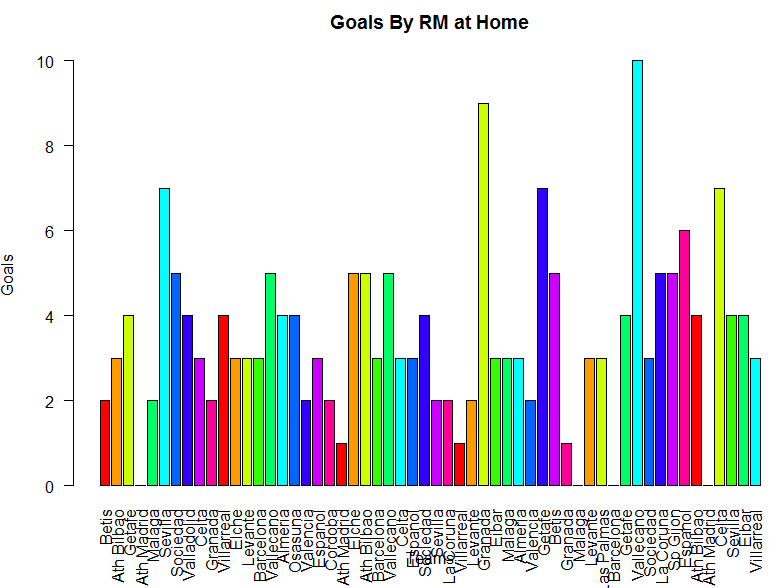 Goals By RM at Home
Goals
10
8
6
4
2
0
Betis
Ath Bilbao
Getafe
Ath Madrid
Malaga
Sevilla
Sociedad
Valladolid
Celta
Granada
Villarreal
Elche
Levante
Barcelona
Vallecano
Almeria
Osasuna
Valencia
Espanol
Cordoba
Ath Madrid
Elche
Ath Bilbao
Barcelona
Vallecano
Celta
Espanol
Sociedad
Sevilla
La Coruna
Villarreal
Levante
Granada
Eibar
Malaga
Almeria
Valencia
Getafe
Betis
Granada
Malaga
Levante
Las Palmas
Barcelona
Getafe
Vallecano
Sociedad
La Coruna
Sp Gijon
Espanol
Ath Bilbao
Ath Madrid
Celta
Sevilla
Eibar
Villarreal